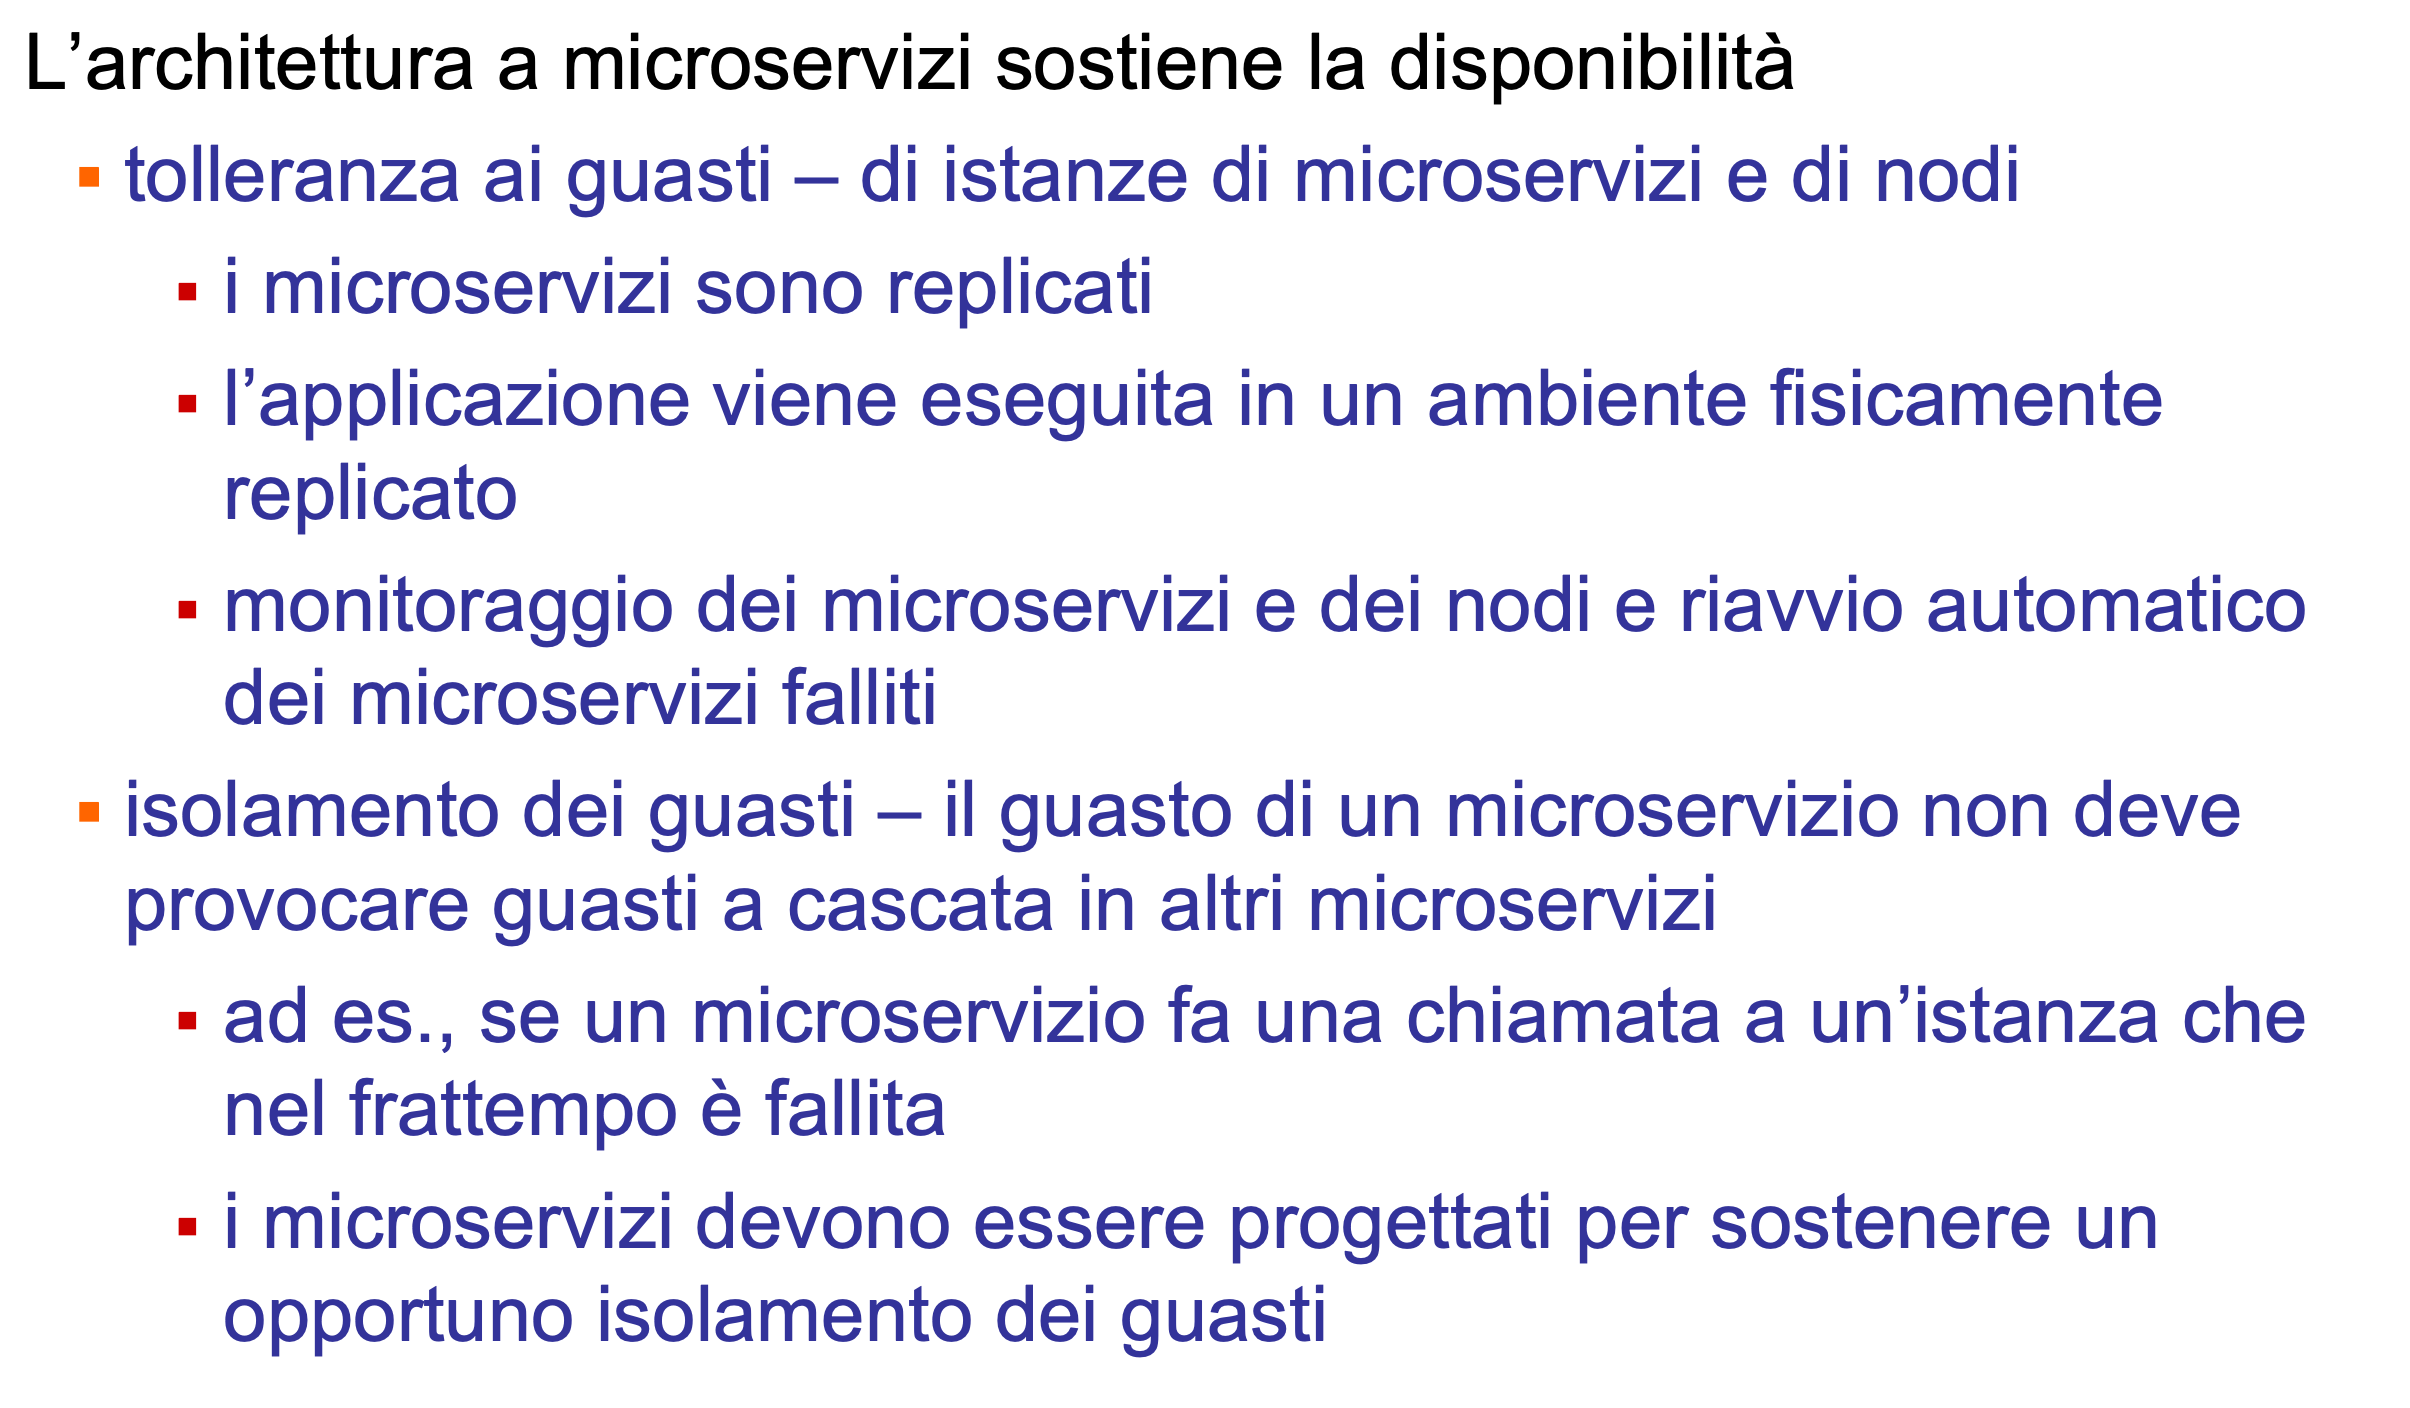 L’architettura a microservizi sostiene la disponibilità
▪ tolleranza ai guasti – di istanze di microservizi e di nodi
▪ i microservizi sono replicati
▪ l’applicazione viene eseguita in un ambiente fisicamente
replicato
▪ monitoraggio dei microservizi e dei nodi e riavvio automatico
dei microservizi falliti
▪ isolamento dei guasti – il guasto di un microservizio non deve
provocare guasti a cascata in altri microservizi
▪ ad es., se un microservizio fa una chiamata a un’istanza che
nel frattempo è fallita
▪ i microservizi devono essere progettati per sostenere un
opportuno isolamento dei guasti